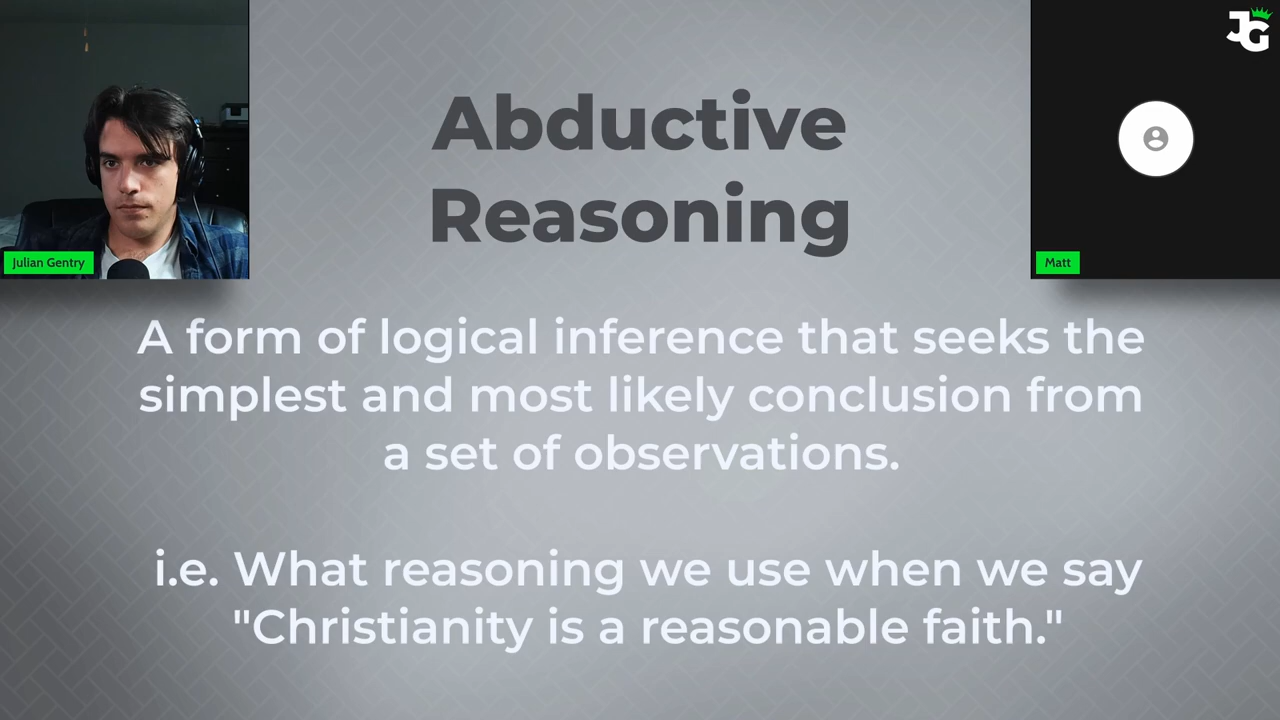 JG
Abductive
Reasoning
Julian Gentry
Matt
A form of logical inference that seeks the
simplest and most likely conclusion from
a set of observations.
i.e. What reasoning we use when we say
"Christianity is a reasonable faith."